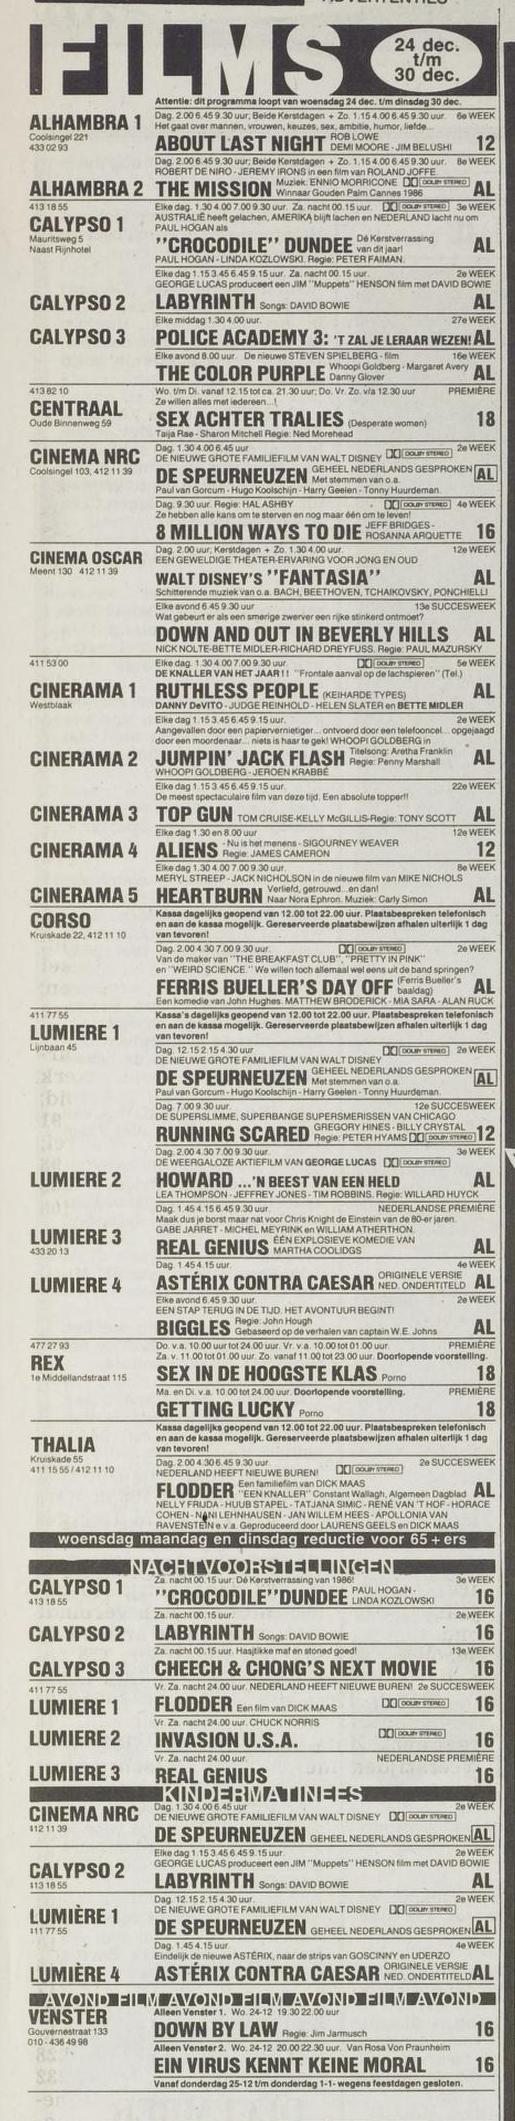 ADVERTENTIES
FILMS
24 dec.
t/m
30 dec.
Attentie: dit programma loopt van woensdag 24 dec. t/m dinsdag 30 dec.
ALHAMBRA 1
Coolsingel 221
433 02 93
Dag. 2.00 6.45 9.30 uur; Beide Kerstdagen + Zo. 1.15 4.00 6.45 9.30 uur. 6e WEEK
Het gaat over mannen, vrouwen, keuzes, sex, ambitie, humor, liefde...
ABOUT LAST NIGHT ROB LOWE DEMI MOORE - JIM BELUSHI 12
Dag. 2.00 6.45 9.30 uur; Beide Kerstdagen + Zo. 1.15 4.00 6.45 9.30 uur. 8e WEEK
ROBERT DE NIRO - JEREMY IRONS in een film van ROLAND JOFFE.
ALHAMBRA 2 THE MISSION Muziek: ENNIO MORRICONE DOLBY STEREO Winnaar Gouden Palm Cannes 1986 AL
413 18 55
CALYPSO 1
Mauritsweg 5
Naast Rijnhotel
Elke dag. 1.30 4.00 7.00 9.30 uur. Za. nacht 00.15 uur. DOLBY STEREO 3e WEEK
AUSTRALIË heeft gelachen, AMERIKA blijft lachen en NEDERLAND lacht nu om
PAUL HOGAN als
"CROCODILE" DUNDEE Dé Kerstverrassing van dit jaar! AL
PAUL HOGAN - LINDA KOZLOWSKI. Regie: PETER FAIMAN.
Elke dag 1.15 3.45 6.45 9.15 uur. Za. nacht 00.15 uur. 2e WEEK
GEORGE LUCAS produceert een JIM "Muppets" HENSON film met DAVID BOWIE
CALYPSO 2 LABYRINTH Songs: DAVID BOWIE AL
Elke middag 1.30 4.00 uur. 27e WEEK
CALYPSO 3 POLICE ACADEMY 3: 'T ZAL JE LERAAR WEZEN! AL
Elke avond 8.00 uur. De nieuwe STEVEN SPIELBERG - film 16e WEEK
THE COLOR PURPLE Whoopi Goldberg - Margaret Avery Danny Glover AL
413 82 10
CENTRAAL
Oude Binnenweg 59
Wo. t/m Di. vanaf 12.15 tot ca. 21.30 uur; Do. Vr. Zo. v/a 12.30 uur PREMIÈRE
Ze willen alles met iedereen...!
SEX ACHTER TRALIES (Desperate women) 18
Taija Rae - Sharon Mitchell Regie: Ned Morehead
CINEMA NRC
Coolsingel 103, 412 11 39
Dag. 1.30 4.00 6.45 uur DOLBY STEREO 2e WEEK
DE NIEUWE GROTE FAMILIEFILM VAN WALT DISNEY
DE SPEURNEUZEN GEHEEL NEDERLANDS GESPROKEN Met stemmen van o.a. AL
Paul van Gorcum - Hugo Koolschijn - Harry Geelen - Tonny Huurdeman.
Dag. 9.30 uur. Regie: HAL ASHBY DOLBY STEREO 4e WEEK
Ze hebben alle kans om te sterven en nog maar één om te leven!
8 MILLION WAYS TO DIE JEFF BRIDGES - ROSANNA ARQUETTE 16
CINEMA OSCAR
Meent 130 412 11 39
Dag. 2.00 uur; Kerstdagen + Zo. 1.30 4.00 uur. 12e WEEK
EEN GEWELDIGE THEATER-ERVARING VOOR JONG EN OUD
WALT DISNEY'S "FANTASIA" AL
Schitterende muziek van o.a. BACH, BEETHOVEN, TCHAIKOVSKY, PONCHIELLI
Elke avond 6.45 9.30 uur 13e SUCCESWEEK
Wat gebeurt er als een smerige zwerver een rijke stinkerd ontmoet?
DOWN AND OUT IN BEVERLY HILLS AL
NICK NOLTE-BETTE MIDLER-RICHARD DREYFUSS. Regie: PAUL MAZURSKY
411 53 00
CINERAMA 1
Westblaak
Elke dag. 1.30 4.00 7.00 9.30 uur. DOLBY STEREO 5e WEEK
DE KNALLER VAN HET JAAR!! "Frontale aanval op de lachspieren" (Tel.)
RUTHLESS PEOPLE (KEIHARDE TYPES) AL
DANNY DeVITO - JUDGE REINHOLD - HELEN SLATER en BETTE MIDLER
Elke dag 1.15 3.45 6.45 9.15 uur. 2e WEEK
Aangevallen door een papiervernietiger... ontvoerd door een telefooncel... opgejaagd
door een moordenaar... niets is haar te gek! WHOOPI GOLDBERG in
CINERAMA 2 JUMPIN' JACK FLASH Titelsong: Aretha Franklin Regie: Penny Marshall AL
WHOOPI GOLDBERG - JEROEN KRABBÉ
Elke dag 1.15 3.45 6.45 9.15 uur. 22e WEEK
De meest spectaculaire film van deze tijd. Een absolute topper!!
CINERAMA 3 TOP GUN TOM CRUISE-KELLY McGILLIS-Regie: TONY SCOTT AL
Elke dag 1.30 en 8.00 uur 12e WEEK
CINERAMA 4 ALIENS - Nu is het menens - SIGOURNEY WEAVER Regie: JAMES CAMERON 12
Elke dag. 1.30 4.00 7.00 9.30 uur. 8e WEEK
MERYL STREEP - JACK NICHOLSON in de nieuwe film van MIKE NICHOLS
CINERAMA 5 HEARTBURN Verliefd, getrouwd...en dan! Naar Nora Ephron. Muziek: Carly Simon AL
CORSO
Kruiskade 22, 412 11 10
Kassa dagelijks geopend van 12.00 tot 22.00 uur. Plaatsbespreken telefonisch
en aan de kassa mogelijk. Gereserveerde plaatsbewijzen afhalen uiterlijk 1 dag
van tevoren!
Dag. 2.00 4.30 7.00 9.30 uur. DOLBY STEREO 2e WEEK
Van de maker van "THE BREAKFAST CLUB", "PRETTY IN PINK"
en "WEIRD SCIENCE." We willen toch allemaal wel eens uit de band springen?
FERRIS BUELLER'S DAY OFF (Ferris Bueller's baaldag) AL
Een komedie van John Hughes. MATTHEW BRODERICK - MIA SARA - ALAN RUCK
411 77 55
LUMIERE 1
Lijnbaan 45
Kassa's dagelijks geopend van 12.00 tot 22.00 uur. Plaatsbespreken telefonisch
en aan de kassa mogelijk. Gereserveerde plaatsbewijzen afhalen uiterlijk 1 dag
van tevoren!
Dag. 12.15 2.15 4.30 uur. DOLBY STEREO 2e WEEK
DE NIEUWE GROTE FAMILIEFILM VAN WALT DISNEY
DE SPEURNEUZEN GEHEEL NEDERLANDS GESPROKEN Met stemmen van o.a. AL
Paul van Gorcum - Hugo Koolschijn - Harry Geelen - Tonny Huurdeman.
Dag. 7.00 9.30 uur. 12e SUCCESWEEK
DE SUPERSLIMME, SUPERBANGE SUPERSMERISSEN VAN CHICAGO
RUNNING SCARED GREGORY HINES - BILLY CRYSTAL Regie: PETER HYAMS DOLBY STEREO 12
Dag. 2.00 4.30 7.00 9.30 uur. 3e WEEK
DE WEERGALOZE AKTIEFILM VAN GEORGE LUCAS DOLBY STEREO
LUMIERE 2 HOWARD ...'N BEEST VAN EEN HELD AL
LEA THOMPSON - JEFFREY JONES - TIM ROBBINS. Regie: WILLARD HUYCK
Dag. 1.45 4.15 6.45 9.15 uur. NEDERLANDSE PREMIÈRE
Maak dus je borst maar nat voor Chris Knight de Einstein van de 80-er jaren.
GABE JARRET - MICHEL MEYRINK en WILLIAM ATHERTON.
LUMIERE 3
433 20 13
REAL GENIUS ÉÉN EXPLOSIEVE KOMEDIE VAN MARTHA COOLIDGS AL
Dag. 1.45 4.15 uur. 4e WEEK
LUMIERE 4 ASTÉRIX CONTRA CAESAR ORIGINELE VERSIE NED. ONDERTITELD AL
Elke avond 6.45 9.30 uur. 2e WEEK
EEN STAP TERUG IN DE TIJD. HET AVONTUUR BEGINT!
BIGGLES Regie: John Hough Gebaseerd op de verhalen van captain W.E. Johns AL
477 27 93
REX
1e Middellandstraat 115
Do. v.a. 10.00 uur tot 24.00 uur. Vr. v.a. 10.00 tot 01.00 uur. PREMIÈRE
Za. v. 11.00 tot 01.00 uur. Zo. vanaf 11.00 tot 23.00 uur. Doorlopende voorstelling.
SEX IN DE HOOGSTE KLAS Porno 18
Ma. en Di. v.a. 10.00 tot 24.00 uur. Doorlopende voorstelling. PREMIÈRE
GETTING LUCKY Porno 18
THALIA
Kruiskade 55
411 15 55 / 412 11 10
Kassa dagelijks geopend van 12.00 tot 22.00 uur. Plaatsbespreken telefonisch
en aan de kassa mogelijk. Gereserveerde plaatsbewijzen afhalen uiterlijk 1 dag
van tevoren!
Dag. 2.00 4.30 6.45 9.30 uur. DOLBY STEREO 2e SUCCESWEEK
NEDERLAND HEEFT NIEUWE BUREN!
FLODDER Een familiefilm van DICK MAAS "EEN KNALLER" Constant Wallagh, Algemeen Dagblad AL
NELLY FRIJDA - HUUB STAPEL - TATJANA SIMIC - RENÉ VAN 'T HOF - HORACE
COHEN - NANI LEHNHAUSEN - JAN WILLEM HEES - APOLLONIA VAN
RAVENSTEIN e.v.a. Geproduceerd door LAURENS GEELS en DICK MAAS
woensdag maandag en dinsdag reductie voor 65+ers
NACHTVOORSTELLINGEN
CALYPSO 1
413 18 55
Za. nacht 00.15 uur. Dé Kerstverrassing van 1986! 3e WEEK
"CROCODILE" DUNDEE PAUL HOGAN - LINDA KOZLOWSKI 16
Za. nacht 00.15 uur. 2e WEEK
CALYPSO 2 LABYRINTH Songs: DAVID BOWIE 16
Za. nacht 00.15 uur. Hasjtikke maf en stoned goed! 13e WEEK
CALYPSO 3 CHEECH & CHONG'S NEXT MOVIE 16
411 77 55
Vr. Za. nacht 24.00 uur. NEDERLAND HEEFT NIEUWE BUREN! 2e SUCCESWEEK
LUMIERE 1 FLODDER Een film van DICK MAAS DOLBY STEREO 16
Vr. Za. nacht 24.00 uur. CHUCK NORRIS
LUMIERE 2 INVASION U.S.A. DOLBY STEREO 16
Vr. Za. nacht 24.00 uur. NEDERLANDSE PREMIÈRE
LUMIERE 3 REAL GENIUS 16
KINDERMATINEES
CINEMA NRC
412 11 39
Dag. 1.30 4.00 6.45 uur 2e WEEK
DE NIEUWE GROTE FAMILIEFILM VAN WALT DISNEY DOLBY STEREO
DE SPEURNEUZEN GEHEEL NEDERLANDS GESPROKEN AL
Elke dag 1.15 3.45 6.45 9.15 uur. 2e WEEK
GEORGE LUCAS produceert een JIM "Muppets" HENSON film met DAVID BOWIE
CALYPSO 2
413 18 55
LABYRINTH Songs: DAVID BOWIE AL
Dag. 12.15 2.15 4.30 uur. 2e WEEK
DE NIEUWE GROTE FAMILIEFILM VAN WALT DISNEY DOLBY STEREO
LUMIÈRE 1
411 77 55
DE SPEURNEUZEN GEHEEL NEDERLANDS GESPROKEN AL
Dag. 1.45 4.15 uur. 4e WEEK
Eindelijk de nieuwe ASTÉRIX, naar de strips van GOSCINNY en UDERZO
LUMIÈRE 4 ASTÉRIX CONTRA CAESAR ORIGINELE VERSIE NED. ONDERTITELD AL
AVOND FILM AVOND FILM AVOND FILM AVOND
VENSTER
Gouvernestraat 133
010 - 436 49 98
Alleen Venster 1. Wo. 24-12 19.30 22.00 uur
DOWN BY LAW Regie: Jim Jarmusch 16
Alleen Venster 2. Wo. 24-12 20.00 22.30 uur. Van Rosa Von Praunheim
EIN VIRUS KENNT KEINE MORAL 16
Vanaf donderdag 25-12 t/m donderdag 1-1- wegens feestdagen gesloten.